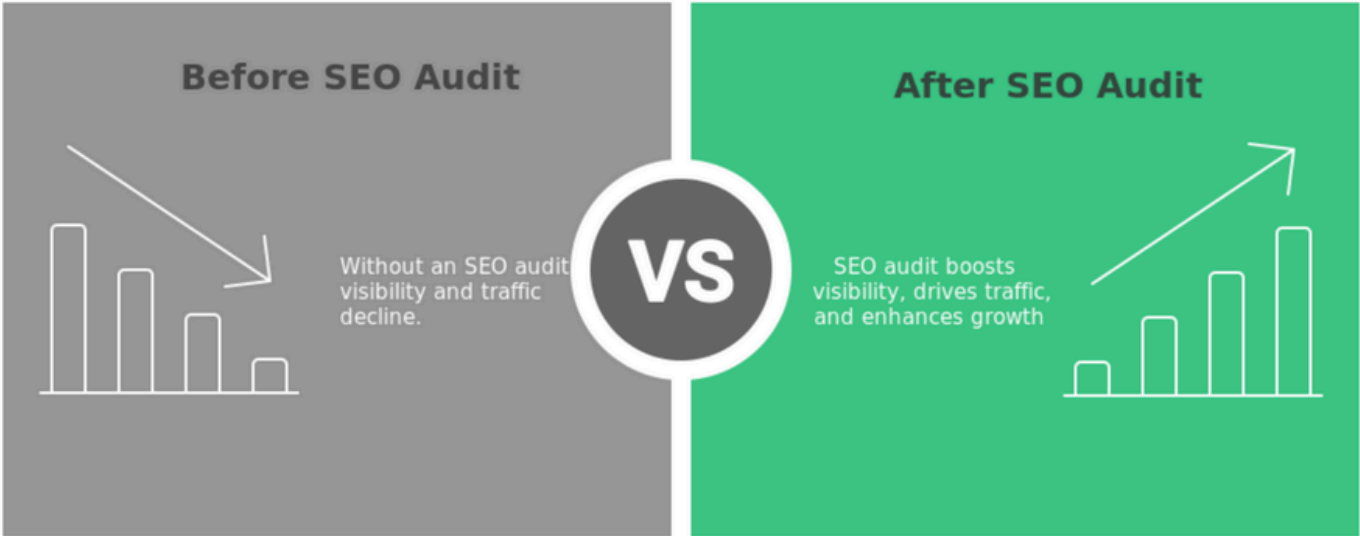 Before SEO Audit
Without an SEO audit
visibility and traffic
decline.
VS
After SEO Audit
SEO audit boosts
visibility, drives traffic,
and enhances growth